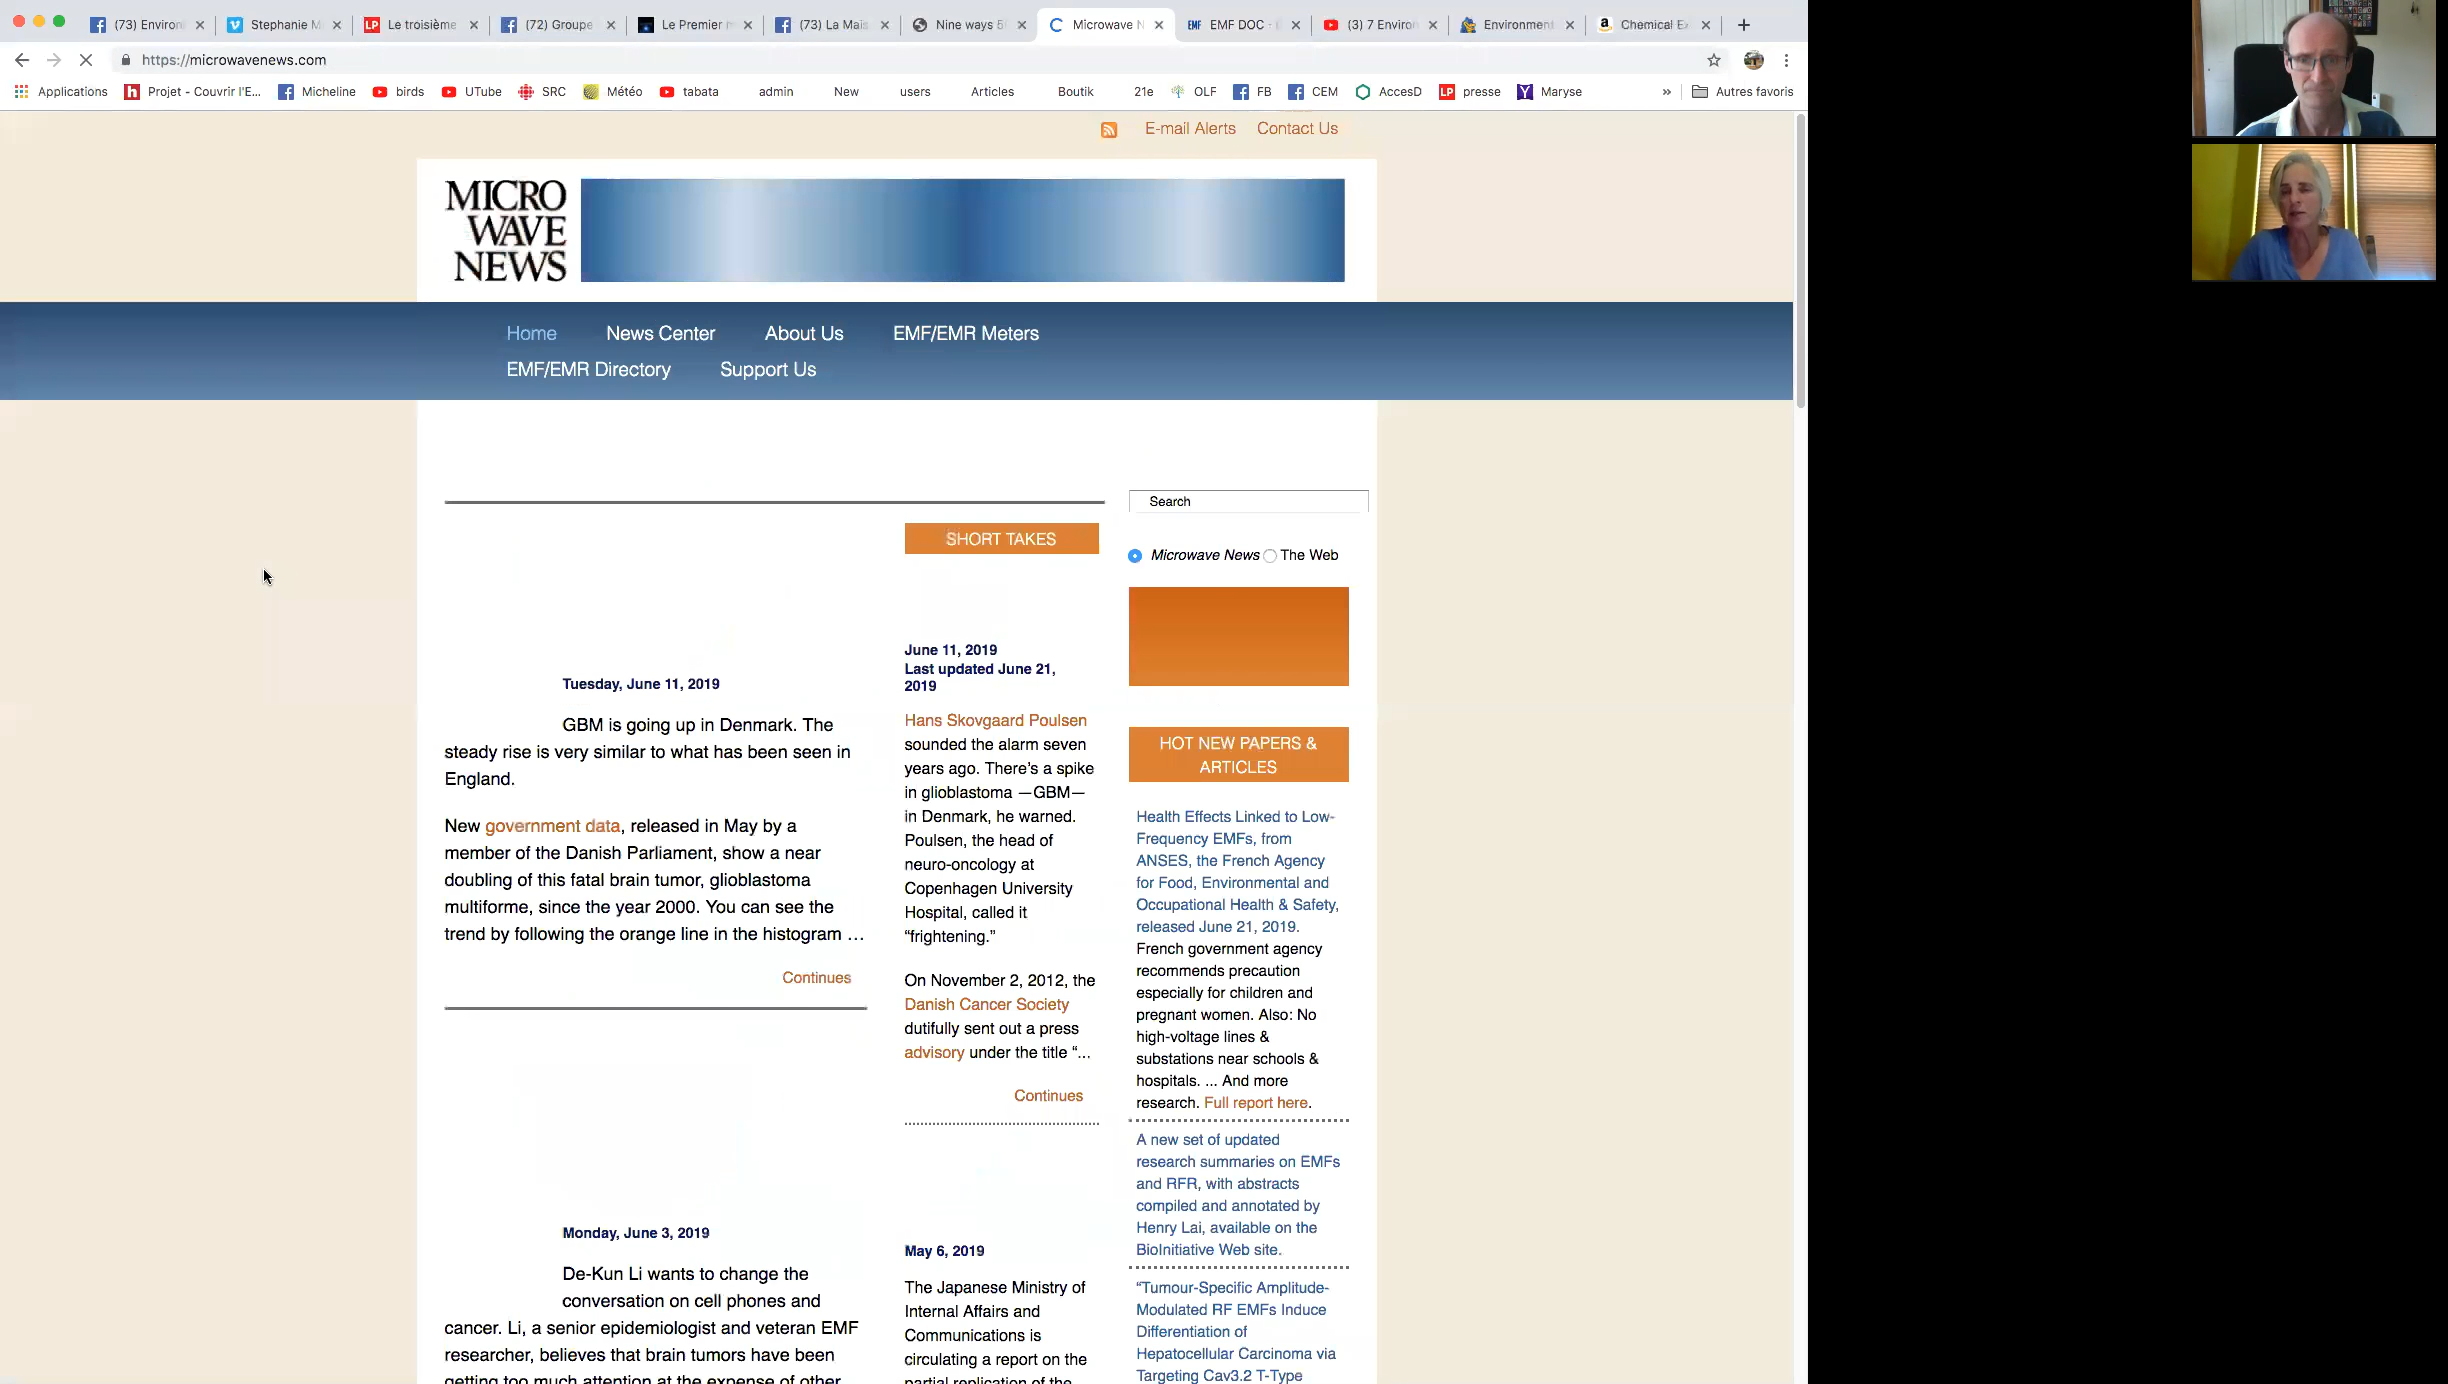 (73) Environ
Stephanie M
Le troisième
(72) Groupe
Le Premier m
(73) La Mais
Nine ways 5
Microwave N
EMF DOC -
(3) 7 Environ
Environment
Chemical Ex
https://microwavenews.com
Applications
Projet - Couvrir l'E...
Micheline
birds
UTube
SRC
Météo
tabata
admin
New
users
Articles
Boutik
21e
OLF
FB
CEM
AccesD
presse
Maryse
»
Autres favoris
E-mail Alerts
Contact Us
MICRO
WAVE
NEWS
Home
News Center
About Us
EMF/EMR Meters
EMF/EMR Directory
Support Us
Tuesday, June 11, 2019
GBM is going up in Denmark. The
steady rise is very similar to what has been seen in
England.
New government data, released in May by a
member of the Danish Parliament, show a near
doubling of this fatal brain tumor, glioblastoma
multiforme, since the year 2000. You can see the
trend by following the orange line in the histogram …
Continues
Monday, June 3, 2019
De-Kun Li wants to change the
conversation on cell phones and
cancer. Li, a senior epidemiologist and veteran EMF
researcher, believes that brain tumors have been
getting too much attention at the expense of other
SHORT TAKES
June 11, 2019
Last updated June 21,
2019
Hans Skovgaard Poulsen
sounded the alarm seven
years ago. There's a spike
in glioblastoma —GBM—
in Denmark, he warned.
Poulsen, the head of
neuro-oncology at
Copenhagen University
Hospital, called it
“frightening.”
On November 2, 2012, the
Danish Cancer Society
dutifully sent out a press
advisory under the title “...
Continues
May 6, 2019
The Japanese Ministry of
Internal Affairs and
Communications is
circulating a report on the
partial replication of the
Search
Microwave News
The Web
HOT NEW PAPERS &
ARTICLES
Health Effects Linked to Low-
Frequency EMFs, from
ANSES, the French Agency
for Food, Environmental and
Occupational Health & Safety,
released June 21, 2019.
French government agency
recommends precaution
especially for children and
pregnant women. Also: No
high-voltage lines &
substations near schools &
hospitals. ... And more
research. Full report here.
A new set of updated
research summaries on EMFs
and RFR, with abstracts
compiled and annotated by
Henry Lai, available on the
BioInitiative Web site.
“Tumour-Specific Amplitude-
Modulated RF EMFs Induce
Differentiation of
Hepatocellular Carcinoma via
Targeting Cav3.2 T-Type